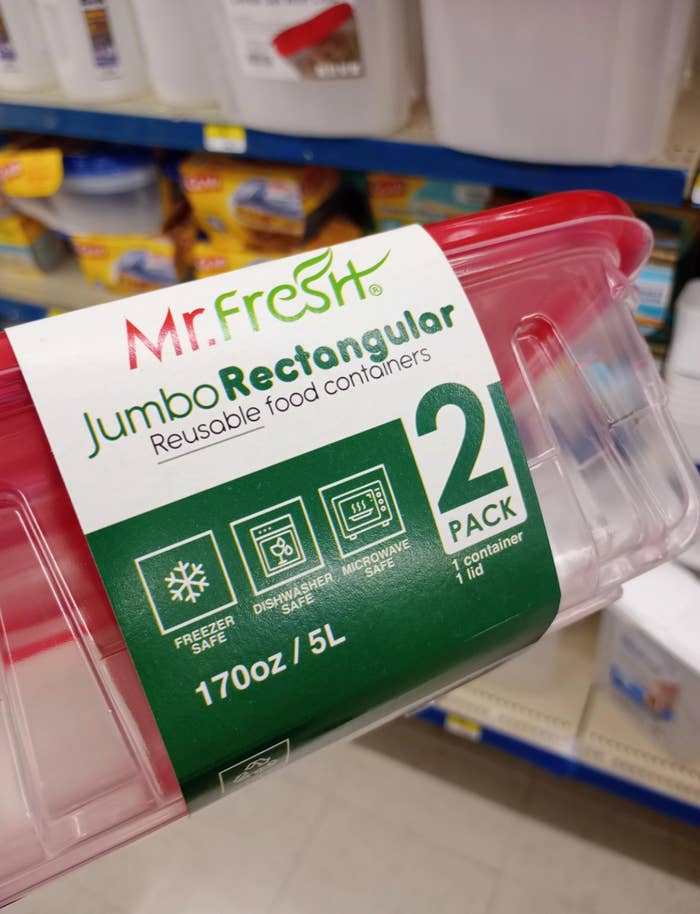 Mr.Fresh®
Jumbo Rectangular
Reusable food containers
2
PACK
1 container
1 lid
FREEZER
SAFE
DISHWASHER
SAFE
MICROWAVE
SAFE
170oz / 5L